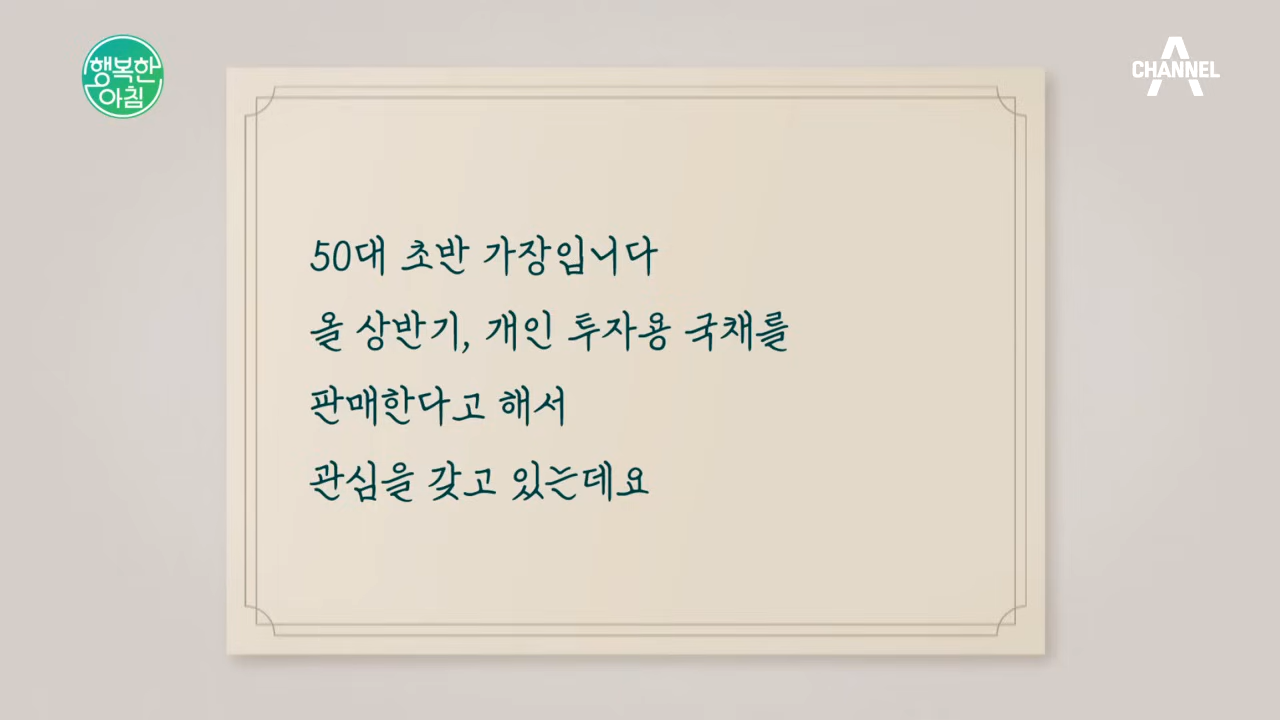 행복한
아침
CHANNEL A
50대 초반 가장입니다
올 상반기, 개인 투자용 국채를
판매한다고 해서
관심을 갖고 있는데요